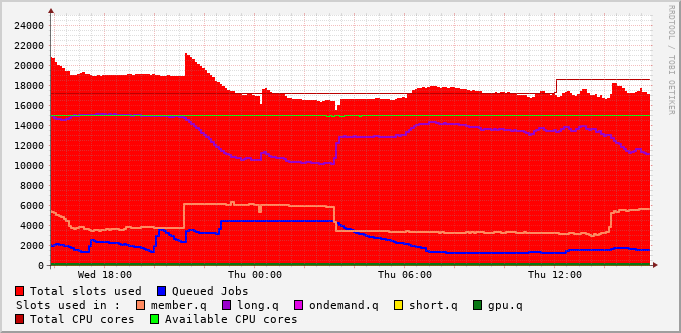 RRDTOOL / TOBI OETIKER
24000
22000
20000
18000
16000
14000
12000
10000
8000
6000
4000
2000
0
Wed 18:00 Thu 00:00 Thu 06:00 Thu 12:00
Total slots used Queued Jobs
Slots used in : member.q long.q ondemand.q short.q gpu.q
Total CPU cores Available CPU cores